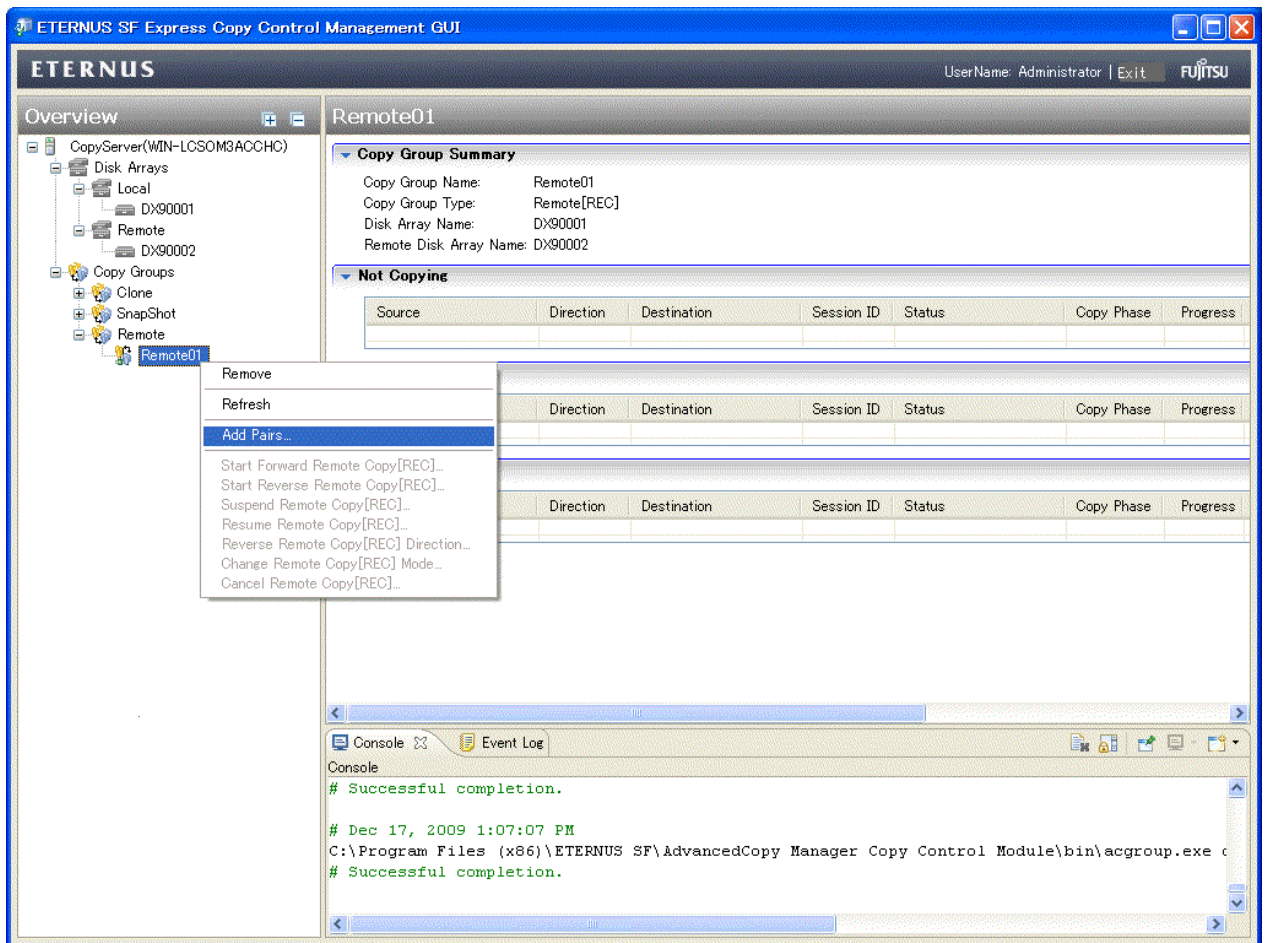 ETERNUS SF Express Copy Control Management GUI
ETERNUS
UserName: Administrator | Exit
FUJITSU
Overview
CopyServer(WIN-LCSOM3ACCHC)
Disk Arrays
Local
DX90001
Remote
DX90002
Copy Groups
Clone
SnapShot
Remote
Remote01
Remove
Refresh
Add Pairs...
Start Forward Remote Copy[REC]...
Start Reverse Remote Copy[REC]...
Suspend Remote Copy[REC]...
Resume Remote Copy[REC]...
Reverse Remote Copy[REC] Direction...
Change Remote Copy[REC] Mode...
Cancel Remote Copy[REC]...
Remote01
Copy Group Summary
Copy Group Name: Remote01
Copy Group Type: Remote[REC]
Disk Array Name: DX90001
Remote Disk Array Name: DX90002
Not Copying
Source Direction Destination Session ID Status Copy Phase Progress
Direction Destination Session ID Status Copy Phase Progress
Direction Destination Session ID Status Copy Phase Progress
Console Event Log
Console
# Successful completion.
# Dec 17, 2009 1:07:07 PM
C:\Program Files (x86)\ETERNUS SF\AdvancedCopy Manager Copy Control Module\bin\acgroup.exe
# Successful completion.